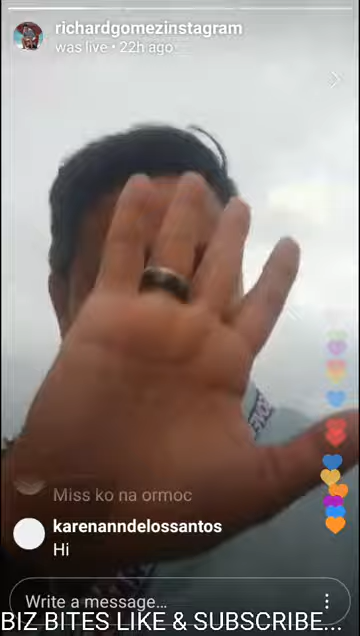 richardgomezinstagram
was live • 22h ago
Miss ko na ormoc
karenanndelossantos
Hi
Write a message...
BIZ BITES LIKE & SUBSCRIBE...